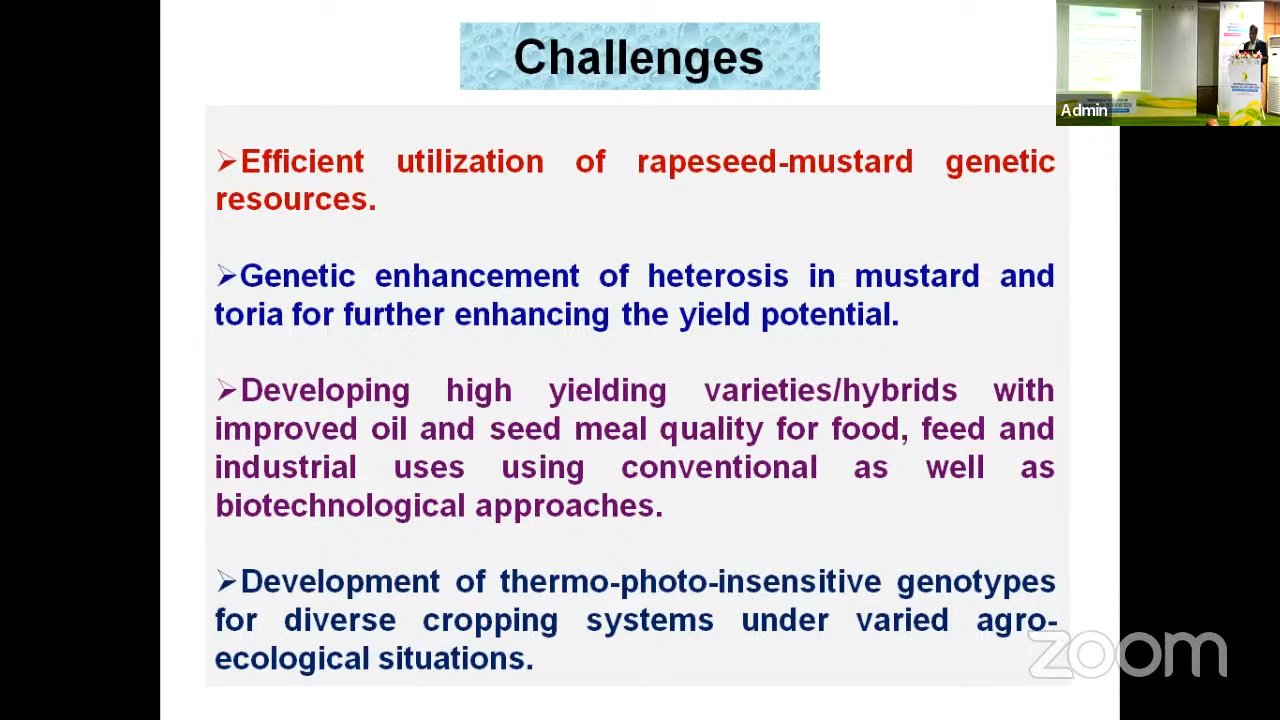 Challenges
Admin
➢Efficient utilization of rapeseed-mustard genetic
resources.
➢Genetic enhancement of heterosis in mustard and
toria for further enhancing the yield potential.
➢Developing high yielding varieties/hybrids with
improved oil and seed meal quality for food, feed and
industrial uses using conventional as well as
biotechnological approaches.
➢Development of thermo-photo-insensitive genotypes
for diverse cropping systems under varied agro-
ecological situations.
zoom